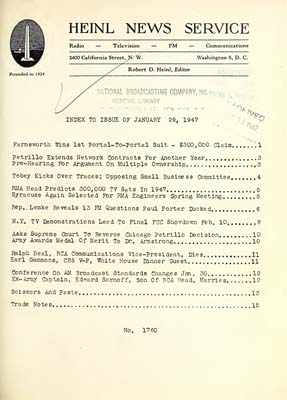 HEINL NEWS SERVICE
Radio — Television — FM — Communications
2400 California Street, N. W. Washington 8, D. C.
Robert D. Heinl, Editor
Founded in 1924
NATIONAL BROADCASTING COMPANY, INC.
GENERAL LIBRARY
INDEX TO ISSUE OF JANUARY 29, 1947
Farnsworth Wins 1st Portal-To-Portal Suit - $300,000 Claim......1
Petrillo Extends Network Contracts For Another Year.............3
Pre-Hearing For Argument On Multiple Ownership..................3
Tobey Kicks Over Traces; Opposing Small Business Committee......4
RMA Head Predicts 300,000 TV Sets In 1947.......................5
Syracuse Again Selected For RMA Engineers Spring Meeting........5
Rep. Lemke Reveals 13 FM Questions Paul Porter Ducked...........6
N.Y. TV Demonstrations Lead To Final FCC Showdown Feb. 10.......9
Asks Supreme Court To Reverse Chicago Petrillo Decision........10
Army Awards Medal Of Merit To Dr. Armstrong....................10
Ralph Beal, RCA Communications Vice-President, Dies............11
Earl Gammons, CBS V-P, White House Dinner Guest................11
Conference On AM Broadcast Standards Changes Jan. 30...........12
Ex-Army Captain, Edward Sarnoff, Son Of RCA Head, Marries......12
Scissors And Paste.............................................13
Trade Notes....................................................15
No. 1760